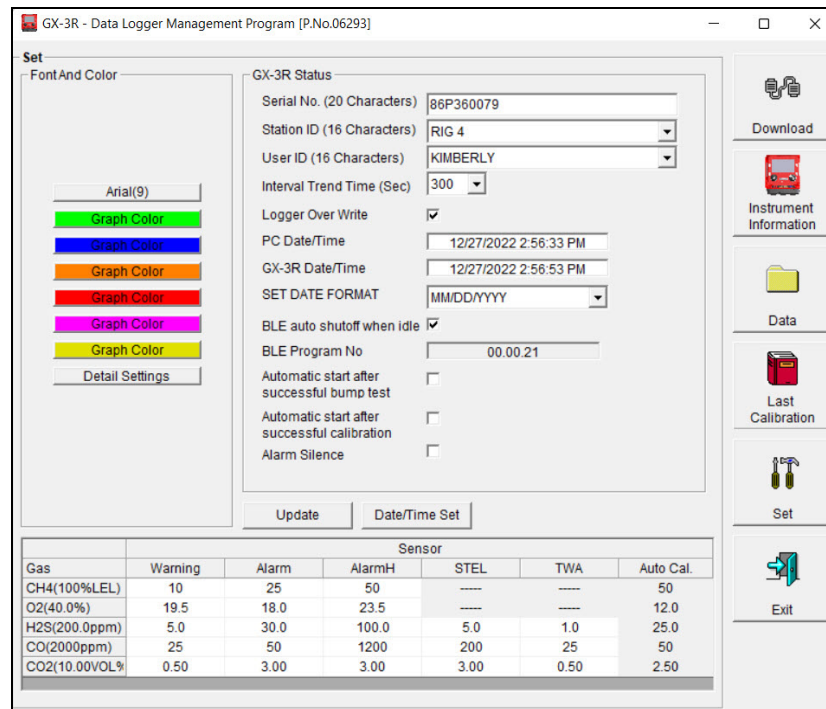 GX-3R - Data Logger Management Program [P.No.06293]
Set
Font And Color
Arial(9)
Graph Color
Graph Color
Graph Color
Graph Color
Graph Color
Graph Color
Detail Settings
GX-3R Status
Serial No. (20 Characters) 86P360079
Station ID (16 Characters) RIG 4
User ID (16 Characters) KIMBERLY
Interval Trend Time (Sec) 300
Logger Over Write
PC Date/Time 12/27/2022 2:56:33 PM
GX-3R Date/Time 12/27/2022 2:56:53 PM
SET DATE FORMAT MM/DD/YYYY
BLE auto shutoff when idle
BLE Program No 00.00.21
Automatic start after
successful bump test
Automatic start after
successful calibration
Alarm Silence
Update Date/Time Set
Download
Instrument
Information
Data
Last
Calibration
Set
Exit
Sensor
Gas Warning Alarm AlarmH STEL TWA Auto Cal.
CH4(100%LEL) 10 25 50 ----- ----- 50
O2(40.0%) 19.5 18.0 23.5 ----- ----- 12.0
H2S(200.0ppm) 5.0 30.0 100.0 5.0 1.0 25.0
CO(2000ppm) 25 50 1200 200 25 50
CO2(10.00VOL% 0.50 3.00 3.00 3.00 0.50 2.50